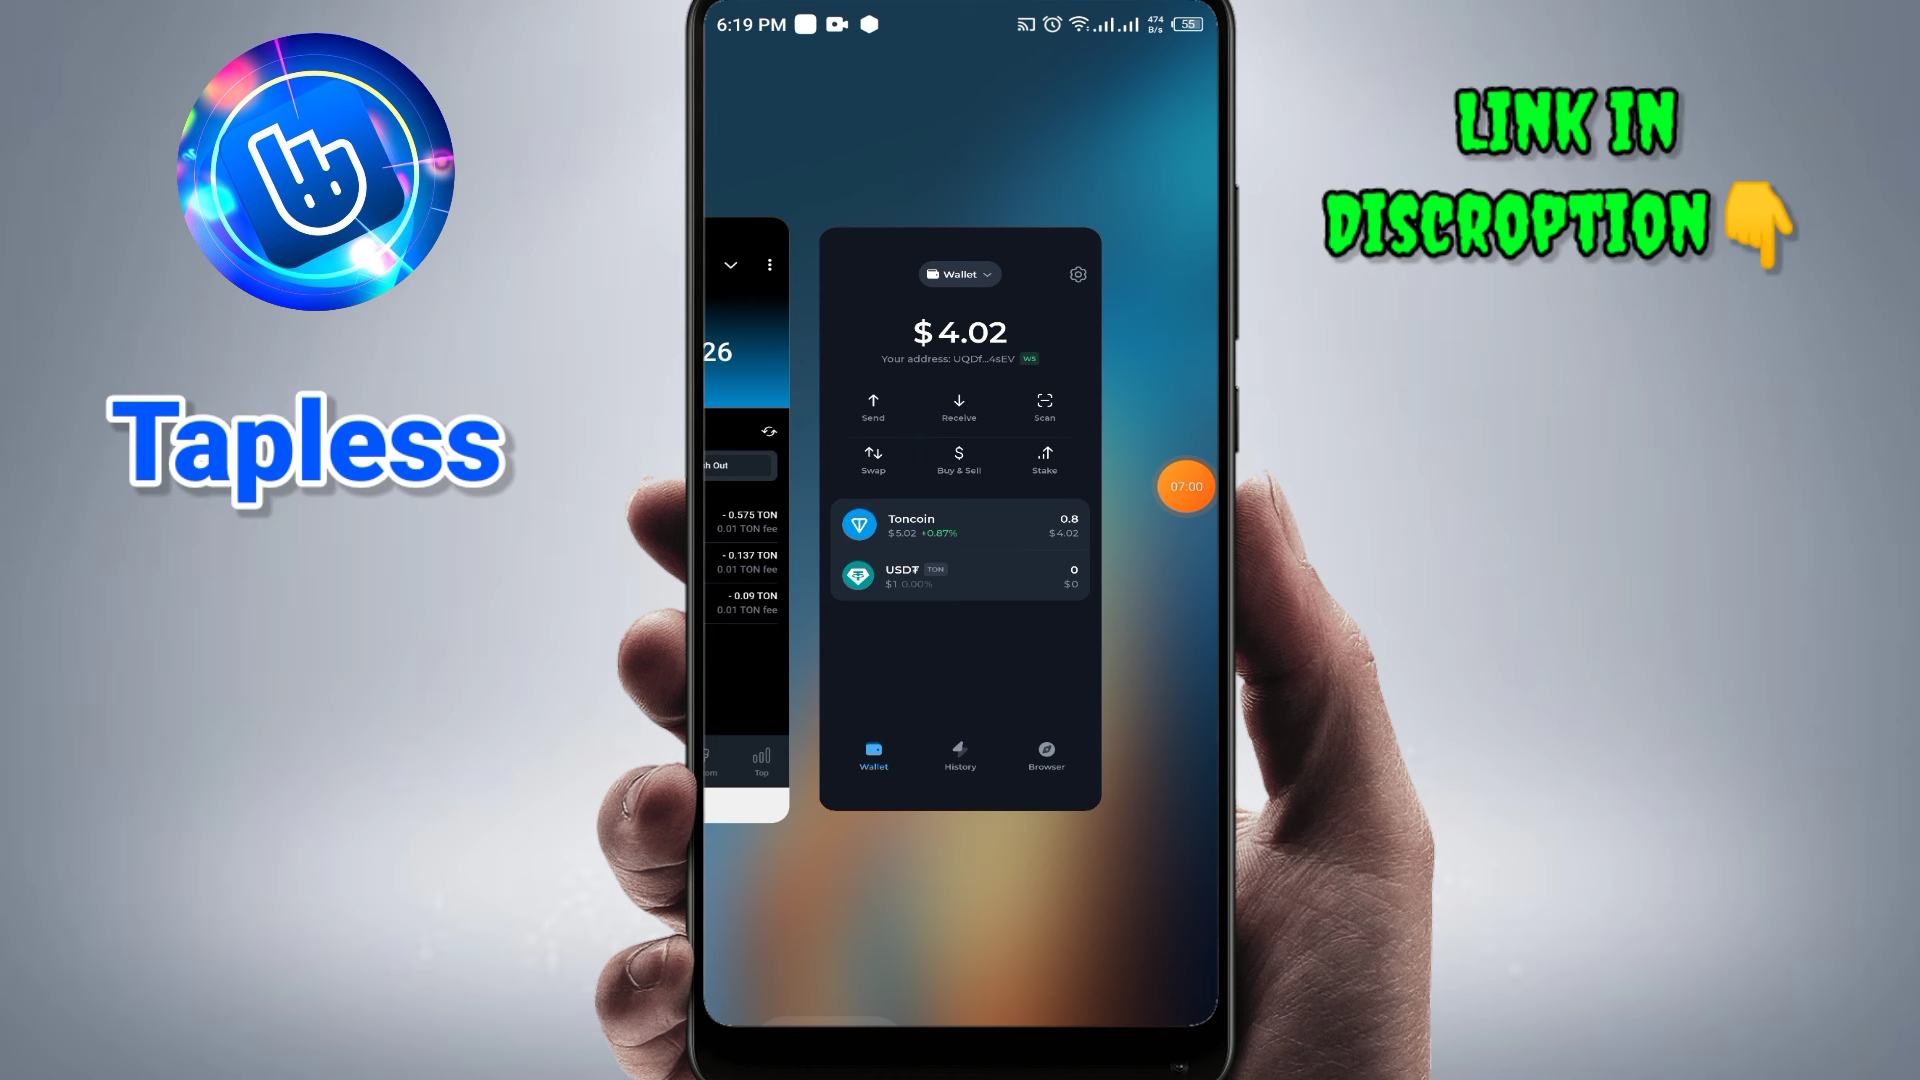 6:19 PM
474
B/s
55
LINK IN
DISCROPTION
Tapless
26
h Out
- 0.575 TON
0.01 TON fee
- 0.137 TON
0.01 TON fee
- 0.09 TON
0.01 TON fee
om
Top
Wallet
$ 4.02
Your address: UQDf...4sEV W5
Send
Receive
Scan
Swap
Buy & Sell
Stake
Toncoin
0.8
$5.02 +0.87%
$4.02
USD₮ TON
0
$1 0.00%
$0
Wallet
History
Browser
07:00